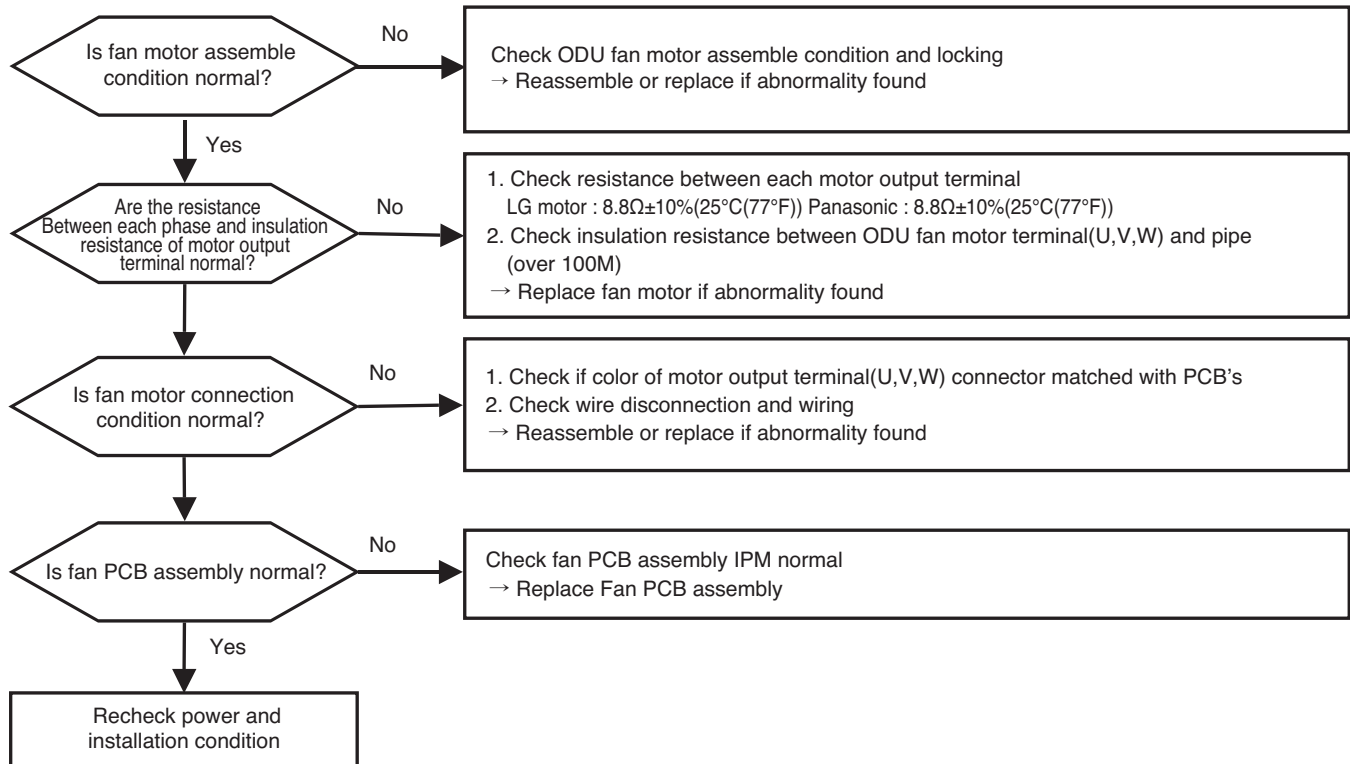 Is fan motor assemble
condition normal?
No
Check ODU fan motor assemble condition and locking
→ Reassemble or replace if abnormality found
Yes
Are the resistance
Between each phase and insulation
resistance of motor output
terminal normal?
No
1. Check resistance between each motor output terminal
LG motor : 8.8Ω±10%(25°C(77°F)) Panasonic : 8.8Ω±10%(25°C(77°F))
2. Check insulation resistance between ODU fan motor terminal(U,V,W) and pipe
(over 100M)
→ Replace fan motor if abnormality found
Is fan motor connection
condition normal?
No
1. Check if color of motor output terminal(U,V,W) connector matched with PCB's
2. Check wire disconnection and wiring
→ Reassemble or replace if abnormality found
Is fan PCB assembly normal?
No
Check fan PCB assembly IPM normal
→ Replace Fan PCB assembly
Yes
Recheck power and
installation condition